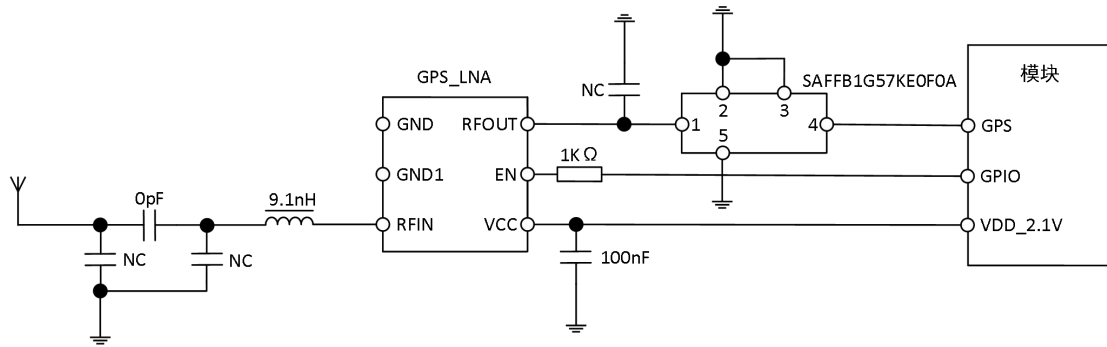 GPS_LNA
SAFFB1G57KE0F0A
模块
NC
2
3
GND
RFOUT
1
4
GPS
5
1KΩ
GND1
EN
GPIO
0pF
9.1nH
RFIN
VCC
VDD_2.1V
NC
NC
100nF